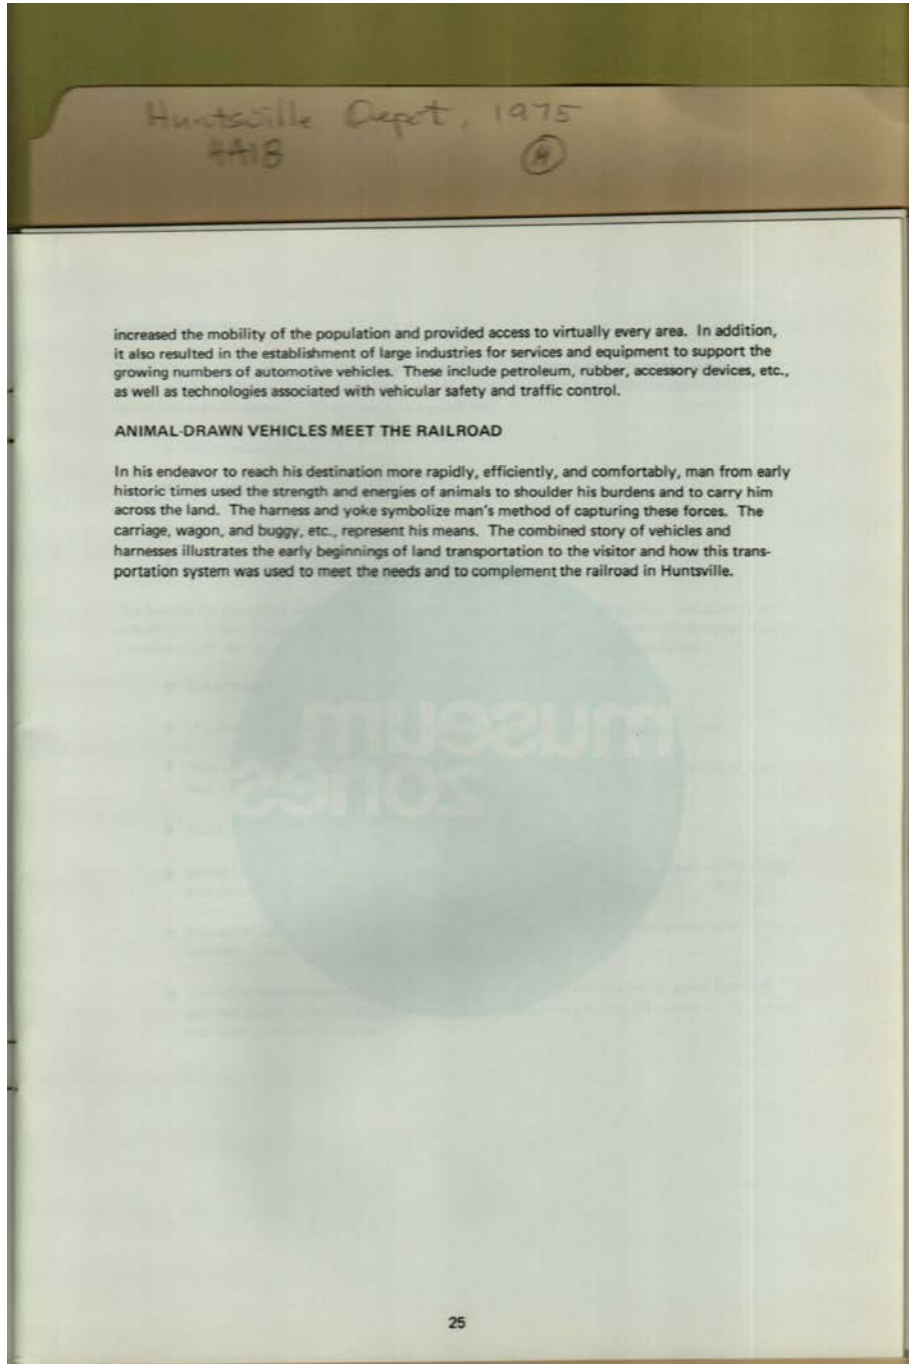 Huntsville Depot, 1975
4418
increased the mobility of the population and provided access to virtually every area. In addition,
it also resulted in the establishment of large industries for services and equipment to support the
growing numbers of automotive vehicles. These include petroleum, rubber, accessory devices, etc.,
as well as technologies associated with vehicular safety and traffic control.
ANIMAL-DRAWN VEHICLES MEET THE RAILROAD
In his endeavor to reach his destination more rapidly, efficiently, and comfortably, man from early
historic times used the strength and energies of animals to shoulder his burdens and to carry him
across the land. The harness and yoke symbolize man's method of capturing these forces. The
carriage, wagon, and buggy, etc., represent his means. The combined story of vehicles and
harnesses illustrates the early beginnings of land transportation to the visitor and how this trans-
portation system was used to meet the needs and to complement the railroad in Huntsville.
museum
zones
25